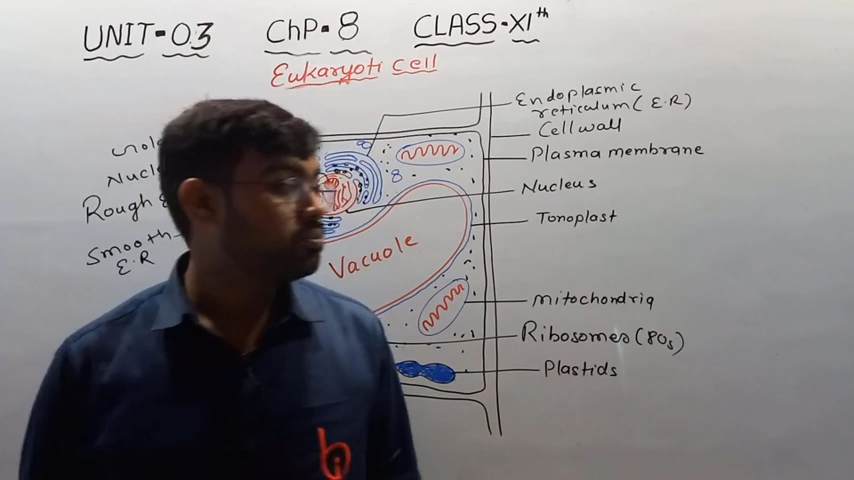 UNIT-03 ChP.8 CLASS-XIth
Eukaryoti cell
Endoplasmic
reticulum (E.R)
Cell wall
Plasma membrane
Nucleus
Tonoplast
Mitochondria
Ribosomes (80s)
Plastids
Rough
Smooth
E.R
Vacuole